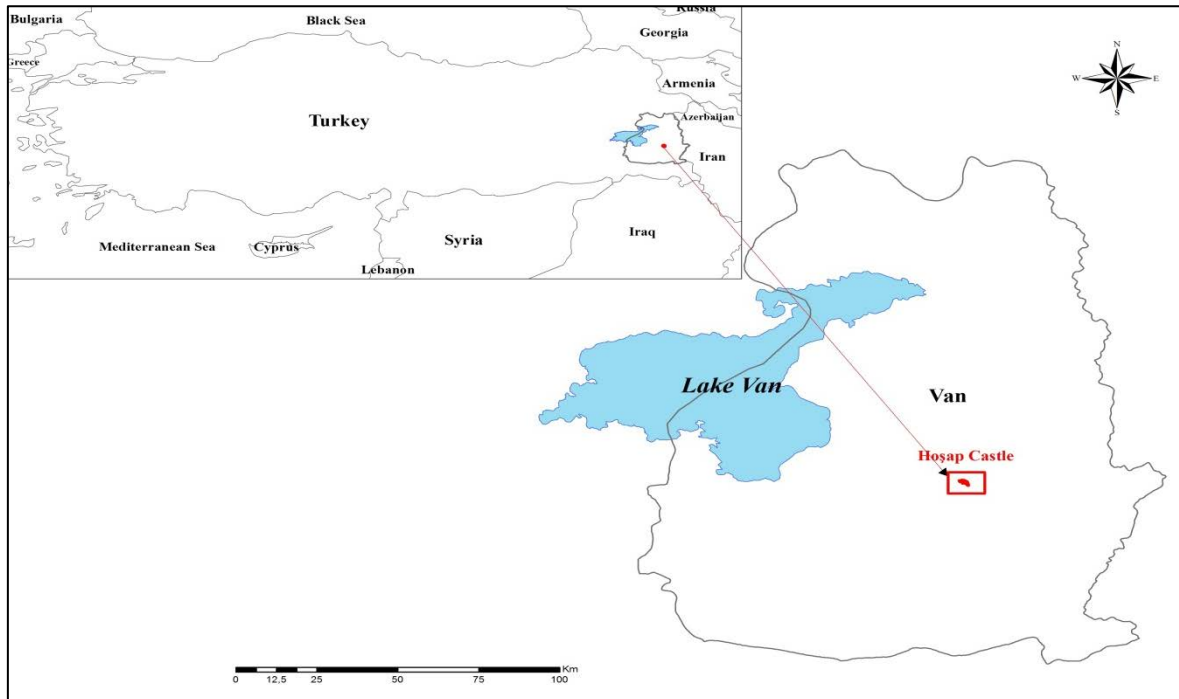 Bulgaria
Black Sea
Russia
Georgia
Greece
Armenia
Turkey
Azerbaijan
Iran
Mediterranean Sea
Cyprus
Syria
Iraq
Lebanon
N
W
E
S
Lake Van
Van
Hoşap Castle
Km
0 12,5 25 50 75 100